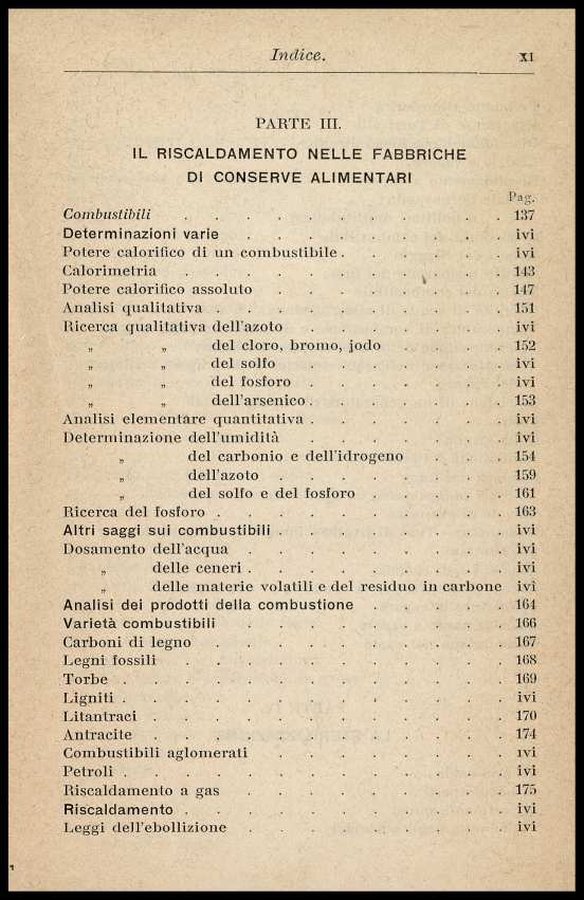 Indice. XI
PARTE III.
IL RISCALDAMENTO NELLE FABBRICHE
DI CONSERVE ALIMENTARI
Pag.
Combustibili . . . . . . . . . . . 137
Determinazioni varie . . . . . . . . . ivi
Potere calorifico di un combustibile . . . . . . ivi
Calorimetria . . . . . . . . . . . 143
Potere calorifico assoluto . . . . . . . . 147
Analisi qualitativa . . . . . . . . . . 151
Ricerca qualitativa dell'azoto . . . . . . . ivi
„ „ del cloro, bromo, jodo . . . . 152
„ „ del solfo . . . . . . . ivi
„ „ del fosforo . . . . . . . ivi
„ „ dell'arsenico . . . . . . . 153
Analisi elementare quantitativa . . . . . . . ivi
Determinazione dell'umidità . . . . . . . ivi
„ del carbonio e dell'idrogeno . . . 154
„ dell'azoto . . . . . . . . 159
„ del solfo e del fosforo . . . . . 161
Ricerca del fosforo . . . . . . . . . . 163
Altri saggi sui combustibili . . . . . . . . ivi
Dosamento dell'acqua . . . . . . . . . ivi
„ delle ceneri . . . . . . . . . ivi
„ delle materie volatili e del residuo in carbone ivi
Analisi dei prodotti della combustione . . . . . 164
Varietà combustibili . . . . . . . . . 166
Carboni di legno . . . . . . . . . . 167
Legni fossili . . . . . . . . . . . 168
Torbe . . . . . . . . . . . . . 169
Ligniti . . . . . . . . . . . . . ivi
Litantraci . . . . . . . . . . . . 170
Antracite . . . . . . . . . . . . 174
Combustibili aglomerati . . . . . . . . ivi
Petroli . . . . . . . . . . . . . ivi
Riscaldamento a gas . . . . . . . . . 175
Riscaldamento . . . . . . . . . . . ivi
Leggi dell'ebollizione . . . . . . . . . ivi